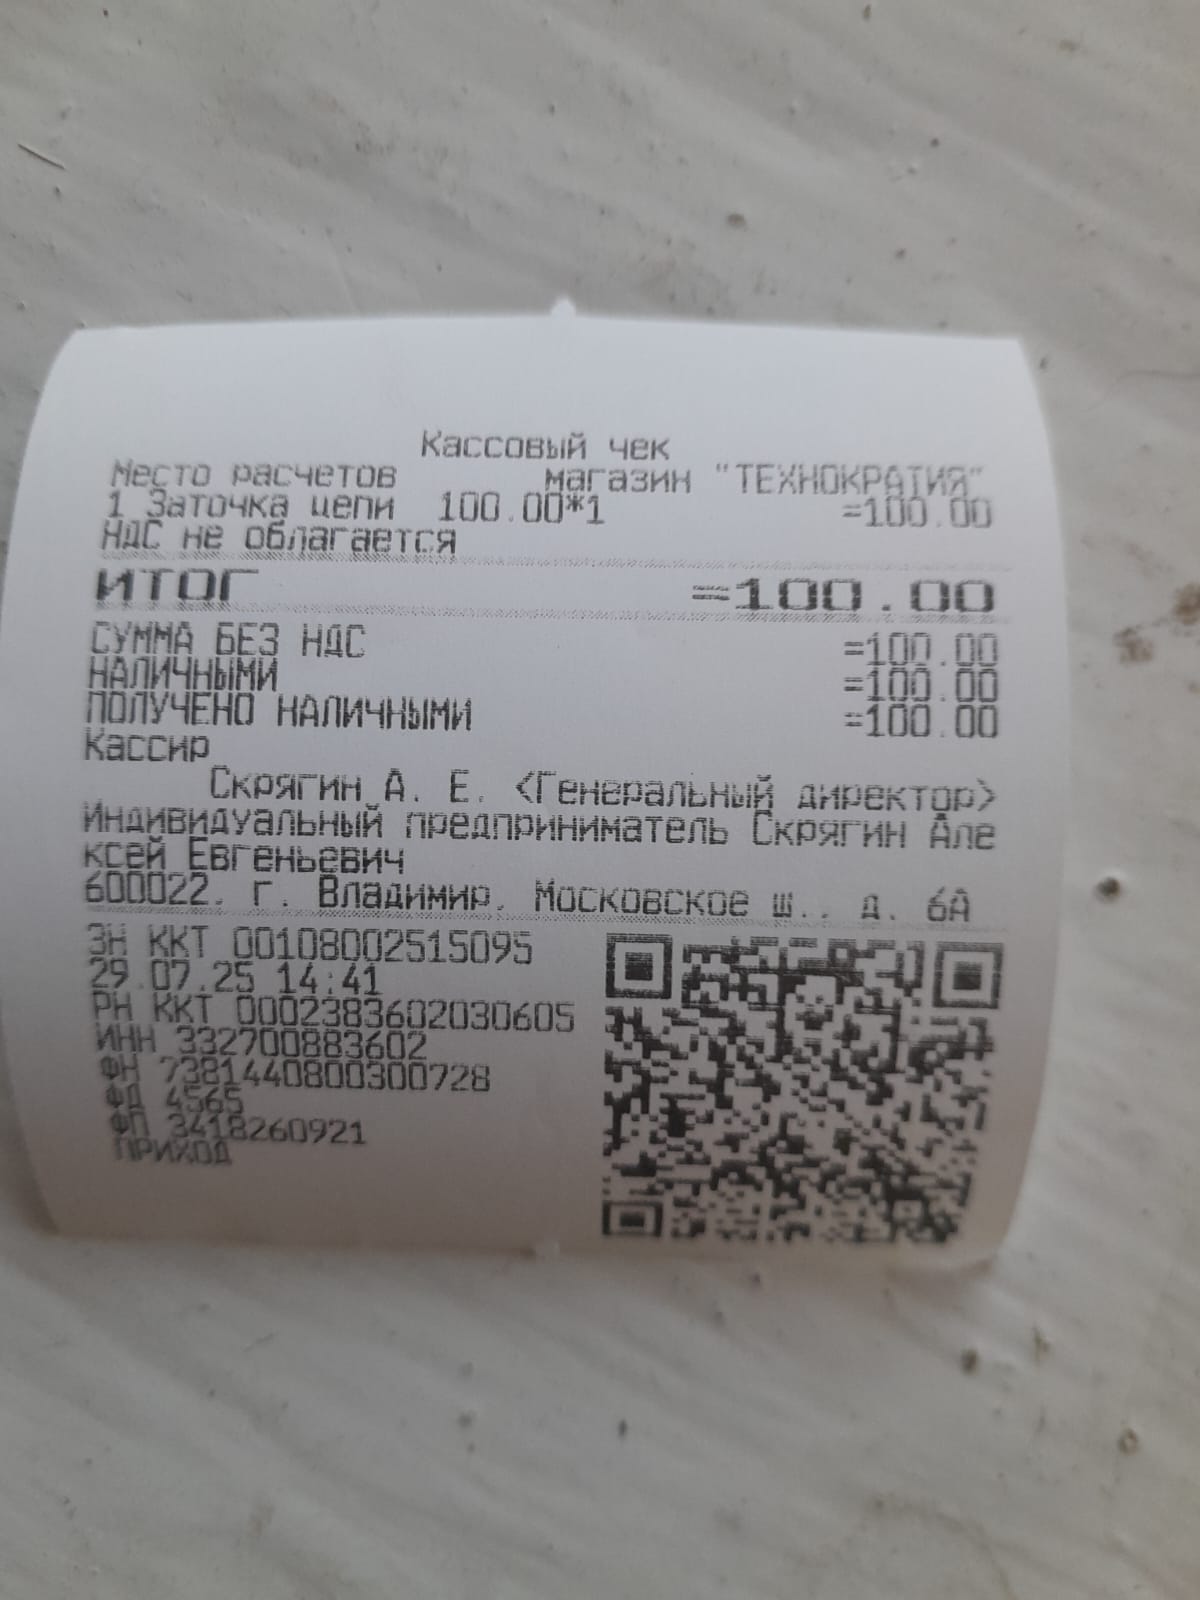 Кассовый чек
Место расчетов магазин "ТЕХНОКРАТИЯ"
1 Заточка цепи 100.00*1 =100.00
НДС не облагается
ИТОГ =100.00
СУММА БЕЗ НДС =100.00
НАЛИЧНЫМИ =100.00
ПОЛУЧЕНО НАЛИЧНЫМИ =100.00
Кассир
Скрягин А. Е. <Генеральный директор>
Индивидуальный предприниматель Скрягин Але
ксей Евгеньевич
600022, г. Владимир, Московское ш., д. 6А
ЗН ККТ 00108002515095
29.07.25 14:41
РН ККТ 0002383602030605
ИНН 332700883602
ФН 7381440800300728
ФД 4565
ФП 3418260921
ПРИХОД